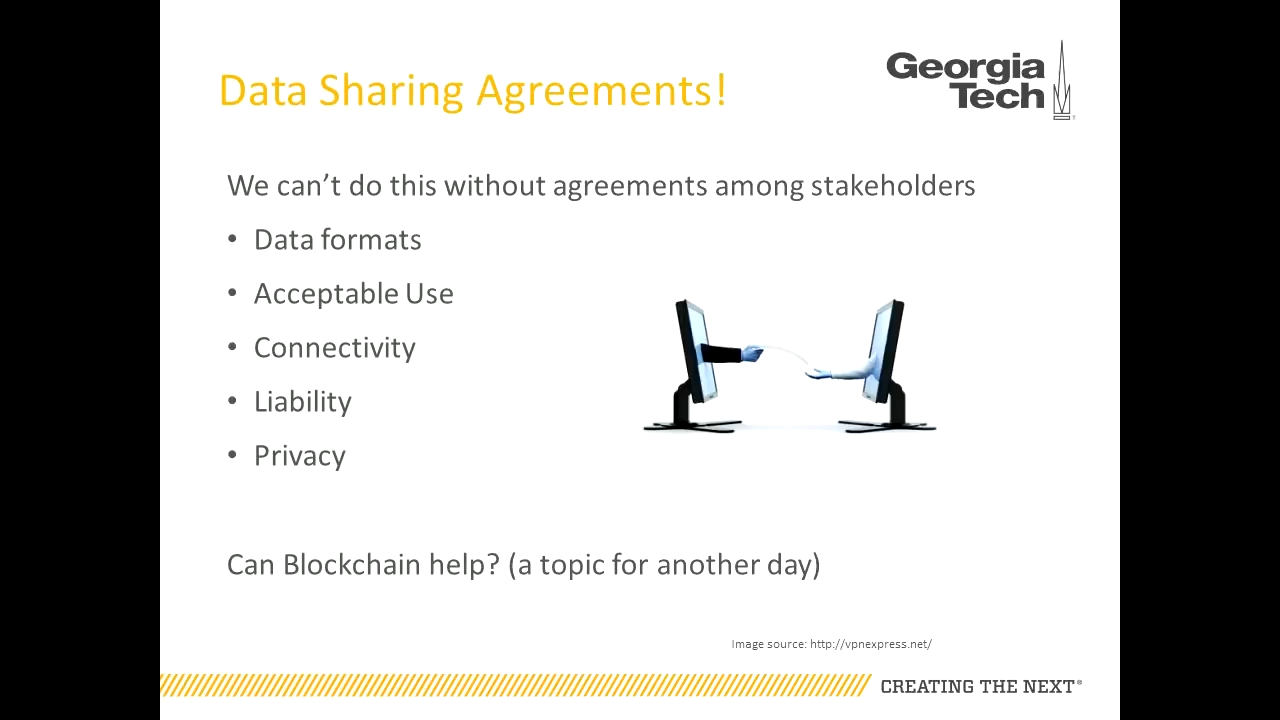 Data Sharing Agreements!
Georgia
Tech
We can’t do this without agreements among stakeholders
• Data formats
• Acceptable Use
• Connectivity
• Liability
• Privacy
Can Blockchain help? (a topic for another day)
Image source: http://vpnexpress.net/
CREATING THE NEXT®